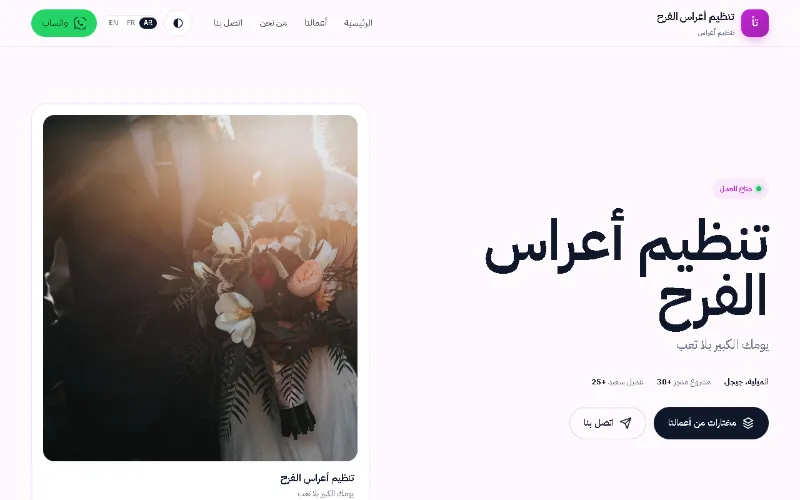 تنظيم أعراس الفرح
تنظيم أعراس
تأ
الرئيسية
أعمالنا
من نحن
اتصل بنا
AR
FR
EN
واتساب
متاح للعمل
تنظيم أعراس
الفرح
يومك الكبير بلا تعب
الميلية، جيجل
30+ مشروع منجز
25+ عميل سعيد
مختارات من أعمالنا
اتصل بنا
تنظيم أعراس الفرح
يومك الكبير بلا تعب